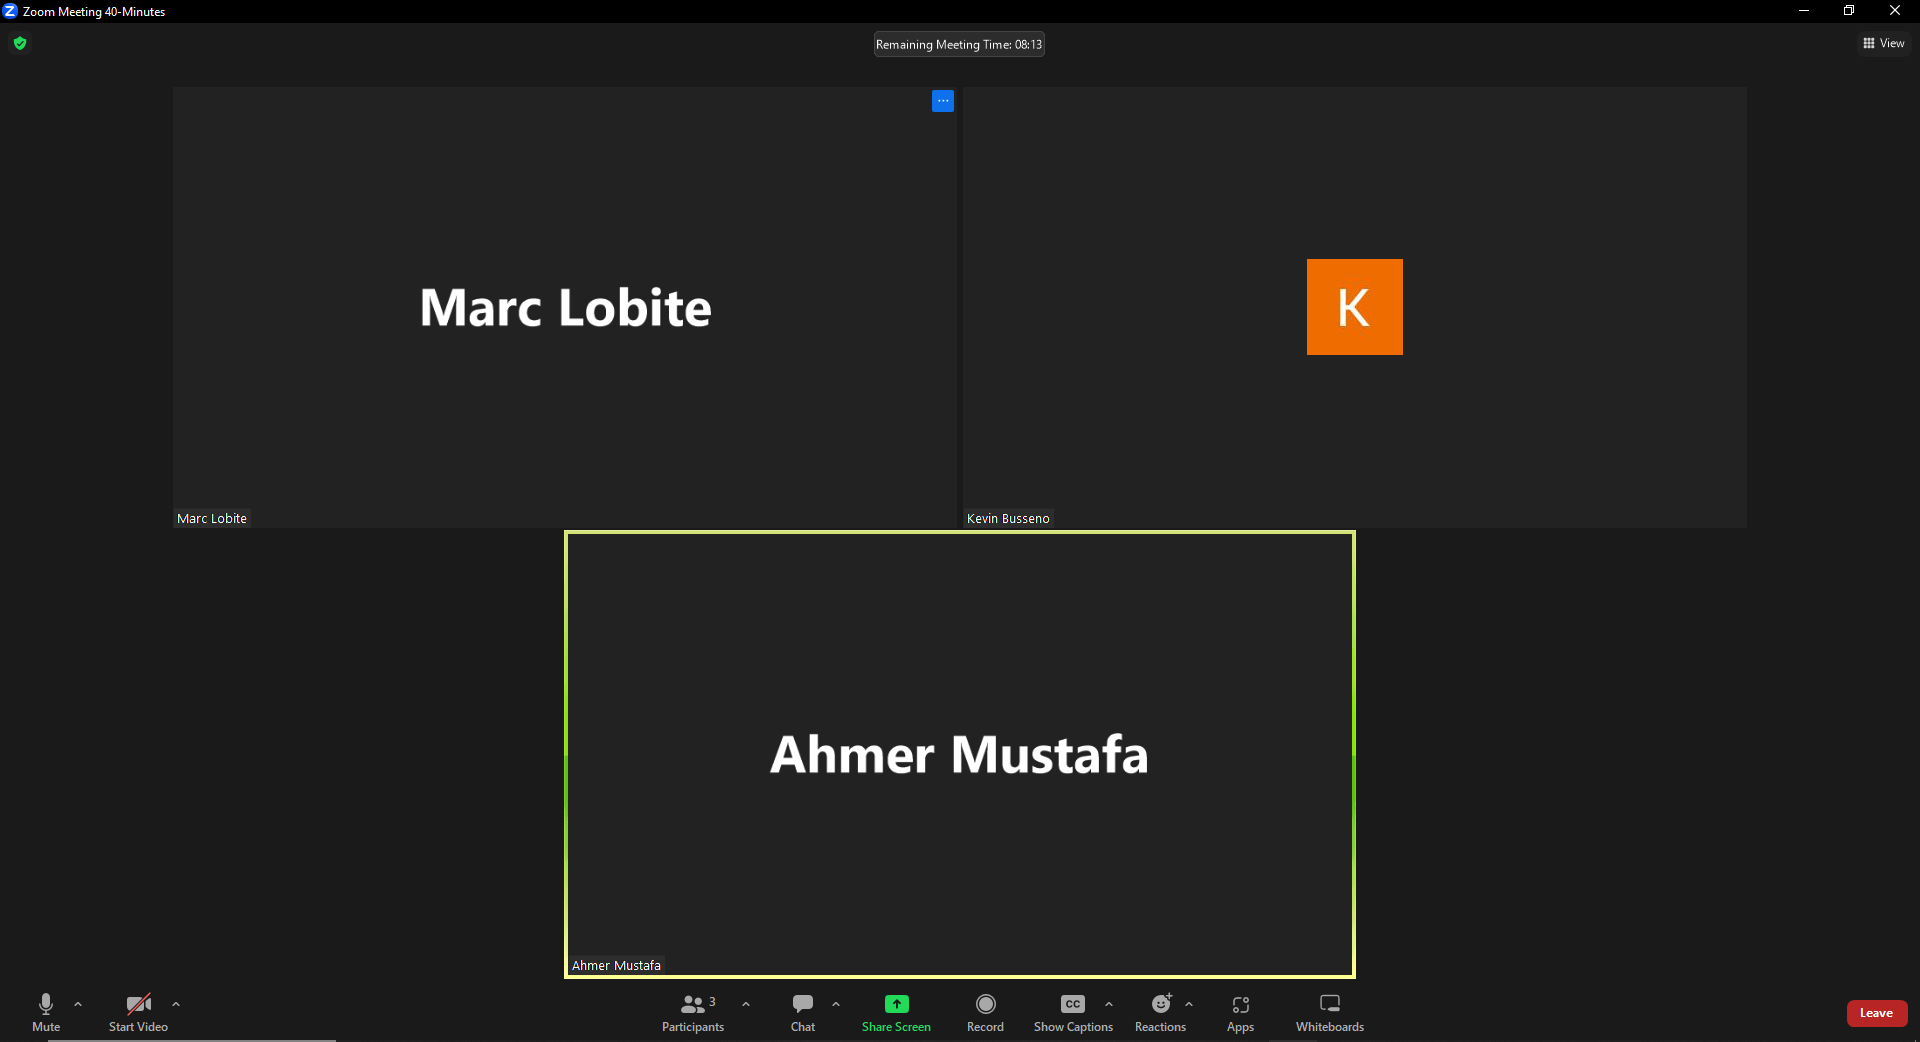 Zoom Meeting 40-Minutes
Remaining Meeting Time: 08:13
View
Marc Lobite
K
Marc Lobite
Kevin Busseno
Ahmer Mustafa
Ahmer Mustafa
3
CC
Mute
Start Video
Participants
Chat
Share Screen
Record
Show Captions
Reactions
Apps
Whiteboards
Leave